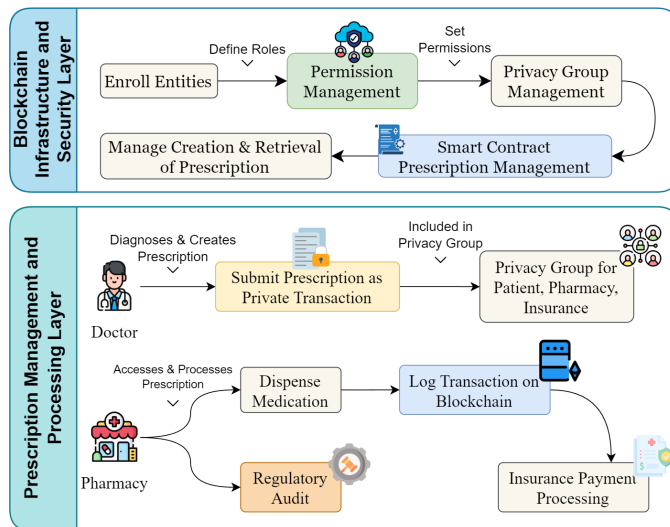 Blockchain
Infrastructure and
Security Layer
Define Roles
Set
Permissions
Enroll Entities
Permission
Management
Privacy Group
Management
Manage Creation & Retrieval
of Prescription
Smart Contract
Prescription Management
Prescription Management and
Processing Layer
Diagnoses & Creates
Prescription
Included in
Privacy Group
Doctor
Submit Prescription as
Private Transaction
Privacy Group for
Patient, Pharmacy,
Insurance
Accesses & Processes
Prescription
Pharmacy
Dispense
Medication
Log Transaction on
Blockchain
Regulatory
Audit
Insurance Payment
Processing